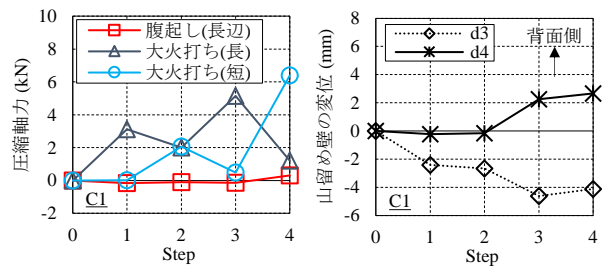 10
8
6
4
2
0
-2
圧縮軸力 (kN)
腹起し(長辺)
大火打ち(長)
大火打ち(短)
C1
0 1 2 3 4
Step
8
6
4
2
0
-2
-4
-6
山留め壁の変位 (mm)
d3
d4
背面側
C1
0 1 2 3 4
Step